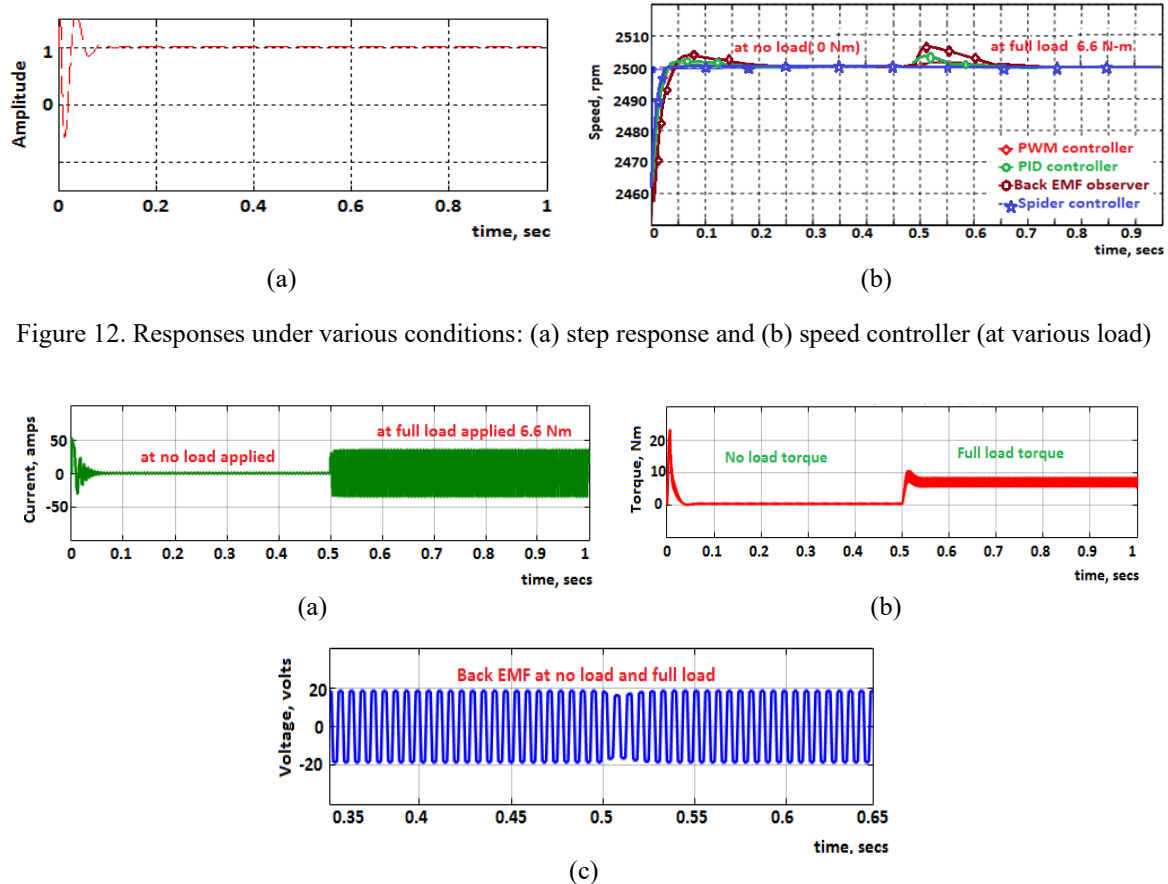 Amplitude
1
0
0 0.2 0.4 0.6 0.8 1
time, sec
(a)
Speed, rpm
2510
2500
2490
2480
2470
2460
at no load( 0 Nm)
at full load 6.6 N-m
PWM controller
PID controller
Back EMF observer
Spider controller
0 0.1 0.2 0.3 0.4 0.5 0.6 0.7 0.8 0.9
time, secs
(b)
Figure 12. Responses under various conditions: (a) step response and (b) speed controller (at various load)
Current, amps
50
0
-50
at no load applied
at full load applied 6.6 Nm
0 0.1 0.2 0.3 0.4 0.5 0.6 0.7 0.8 0.9 1
time, secs
(a)
Torque, Nm
20
10
0
No load torque
Full load torque
0 0.1 0.2 0.3 0.4 0.5 0.6 0.7 0.8 0.9 1
time, secs
(b)
Voltage, volts
20
0
-20
Back EMF at no load and full load
0.35 0.4 0.45 0.5 0.55 0.6 0.65
time, secs
(c)